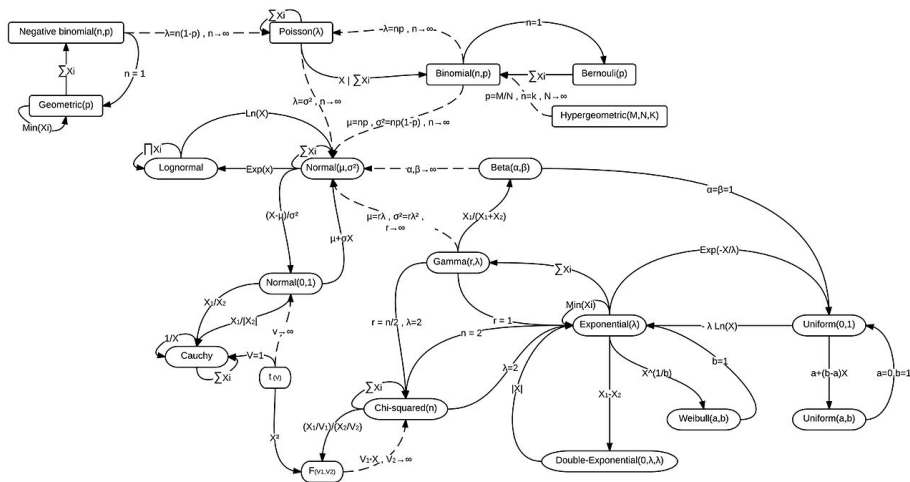 ∑Xi
n=1
Negative binomial(n,p)
λ=n(1-p) , n→∞
Poisson(λ)
λ=np , n→∞
∑Xi
n = 1
X | ∑Xi
Binomial(n,p)
∑Xi
Bernouli(p)
Geometric(p)
λ=σ² , n→∞
p=M/N , n=k , N→∞
Min(Xi)
Ln(X)
μ=np , σ²=np(1-p) , n→∞
Hypergeometric(M,N,K)
∏Xi
∑Xi
Lognormal
Exp(x)
Normal(μ,σ²)
α,β→∞
Beta(α,β)
α=β=1
(X-μ)/σ²
μ=rλ , σ²=rλ² ,
r→∞
X₁/(X₁+X₂)
μ+σX
Exp(-X/λ)
Gamma(r,λ)
∑Xi
Normal(0,1)
X₁/X₂
X₁/|X₂|
Min(Xi)
r = n/2 , λ=2
r = 1
v→∞
n = 2
Exponential(λ)
- λ Ln(X)
Uniform(0,1)
1/X
Cauchy
V=1
b=1
∑Xi
t (V)
∑Xi
λ=2
|X|
X^(1/b)
a+(b-a)X
a=0,b=1
X₁-X₂
Chi-squared(n)
Weibull(a,b)
Uniform(a,b)
(X₁/V₁)/(X₂/V₂)
X²
V₁·X , V₂→∞
F(V1,V2)
Double-Exponential(0,λ,λ)